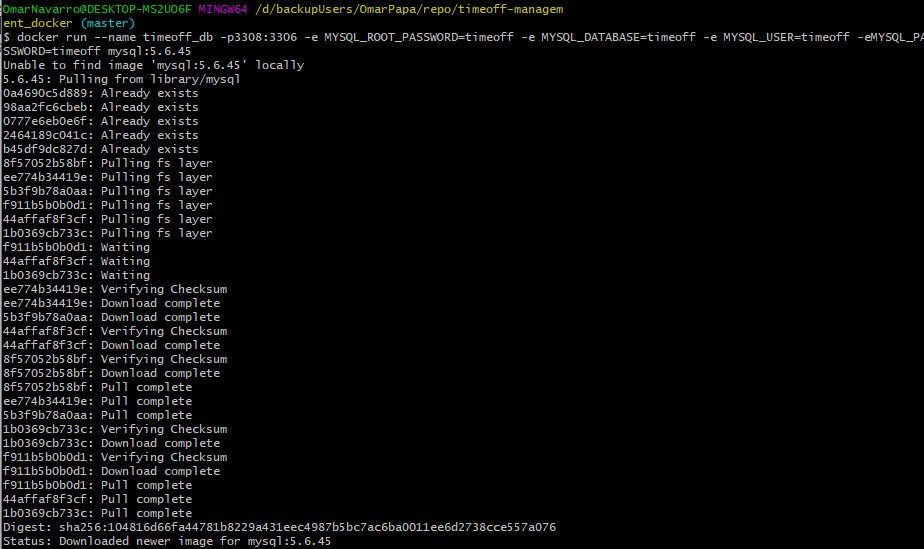 OmarNavarro@DESKTOP-MS2UO6F MINGW64 /d/backupUsers/OmarPapa/repo/timeoff-managem
ent_docker (master)
$ docker run --name timeoff_db -p3308:3306 -e MYSQL_ROOT_PASSWORD=timeoff -e MYSQL_DATABASE=timeoff -e MYSQL_USER=timeoff -eMYSQL_PA
SSWORD=timeoff mysql:5.6.45
Unable to find image 'mysql:5.6.45' locally
5.6.45: Pulling from library/mysql
0a4690c5d889: Already exists
98aa2fc6cbeb: Already exists
0777e6eb0e6f: Already exists
2464189c041c: Already exists
b45df9dc827d: Already exists
8f57052b58bf: Pulling fs layer
ee774b34419e: Pulling fs layer
5b3f9b78a0aa: Pulling fs layer
f911b5b0b0d1: Pulling fs layer
44affaf8f3cf: Pulling fs layer
1b0369cb733c: Pulling fs layer
f911b5b0b0d1: Waiting
44affaf8f3cf: Waiting
1b0369cb733c: Waiting
ee774b34419e: Verifying Checksum
ee774b34419e: Download complete
5b3f9b78a0aa: Download complete
44affaf8f3cf: Verifying Checksum
44affaf8f3cf: Download complete
8f57052b58bf: Verifying Checksum
8f57052b58bf: Download complete
8f57052b58bf: Pull complete
ee774b34419e: Pull complete
5b3f9b78a0aa: Pull complete
1b0369cb733c: Verifying Checksum
1b0369cb733c: Download complete
f911b5b0b0d1: Verifying Checksum
f911b5b0b0d1: Download complete
f911b5b0b0d1: Pull complete
44affaf8f3cf: Pull complete
1b0369cb733c: Pull complete
Digest: sha256:104816d66fa44781b8229a431eec4987b5bc7ac6ba0011ee6d2738cce557a076
Status: Downloaded newer image for mysql:5.6.45